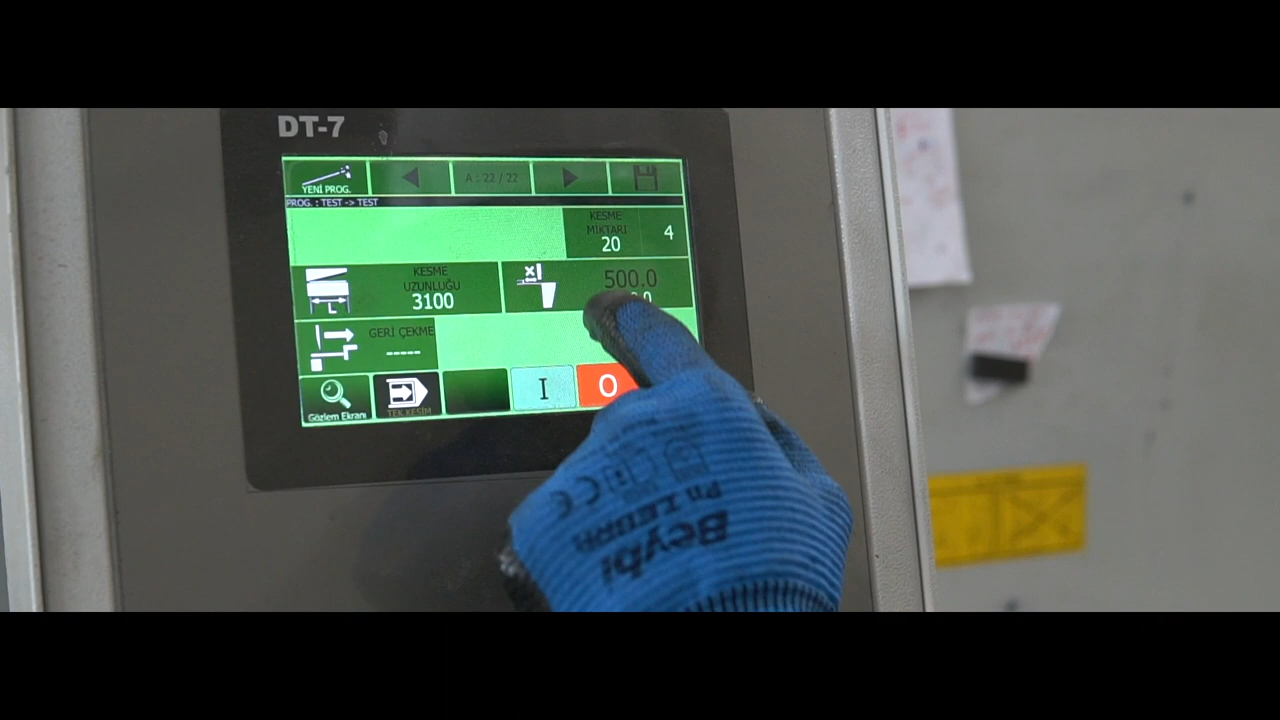 DT-7
YENİ PROG.
A : 22 / 22
PROG. : TEST -> TEST
KESME
MİKTARI
20
4
KESME
UZUNLUĞU
3100
L
X
500.0
GERİ ÇEKME
-----
Gözlem Ekranı
TEK KESİM
I
O
Beybi
CE